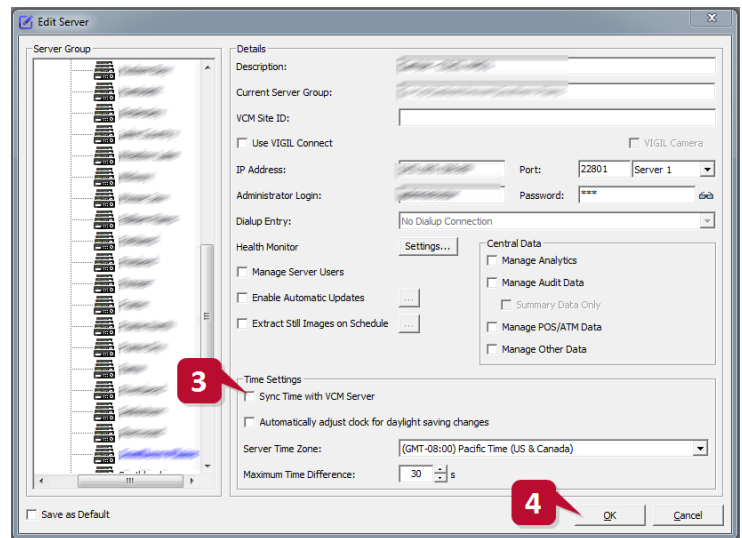 Edit Server
Server Group
Details
Description:
Current Server Group:
VCM Site ID:
Use VIGIL Connect
VIGIL Camera
IP Address:
Port: 22801 Server 1
Administrator Login:
Password: ***
Dialup Entry: No Dialup Connection
Health Monitor Settings...
Central Data
Manage Analytics
Manage Server Users
Manage Audit Data
Enable Automatic Updates ...
Summary Data Only
Extract Still Images on Schedule ...
Manage POS/ATM Data
Manage Other Data
3
Time Settings
Sync Time with VCM Server
Automatically adjust clock for daylight saving changes
Server Time Zone: (GMT-08:00) Pacific Time (US & Canada)
Maximum Time Difference: 30 s
4
Save as Default
OK
Cancel